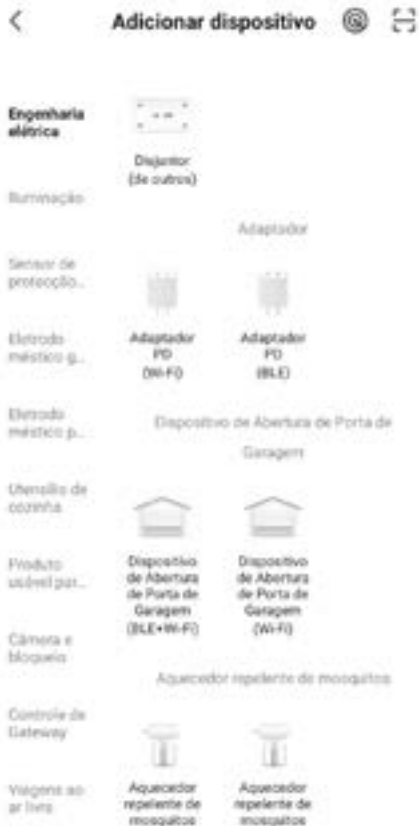 Adicionar dispositivo
Engenharia
elétrica
Iluminação
Sensor de
protecção...
Eletrodo
méstico g...
Eletrodo
méstico p...
Utensílio de
cozinha
Produto
usável por...
Câmera e
bloqueio
Controle de
Gateway
Viagens ao
ar livre
Disjuntor
(de outros)
Adaptador
Adaptador
PD
(Wi-Fi)
Adaptador
PD
(BLE)
Dispositivo de Abertura de Porta de
Garagem
Dispositivo
de Abertura
de Porta de
Garagem
(BLE+Wi-Fi)
Dispositivo
de Abertura
de Porta de
Garagem
(Wi-Fi)
Aquecedor repelente de mosquitos
Aquecedor
repelente de
mosquitos
Aquecedor
repelente de
mosquitos